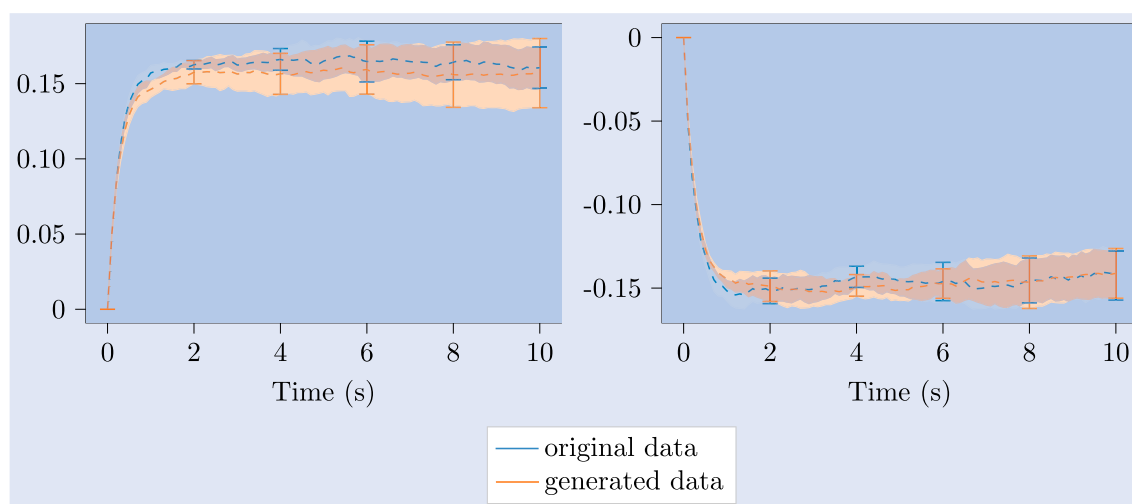 0.15
0.10
0.05
0
0 2 4 6 8 10
Time (s)
0
-0.05
-0.10
-0.15
0 2 4 6 8 10
Time (s)
original data
generated data